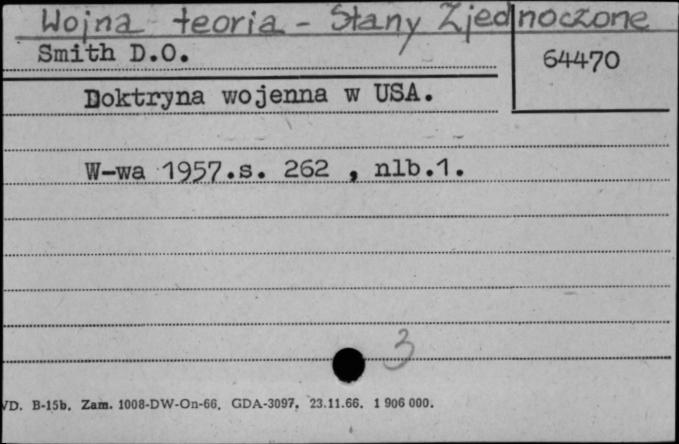 Wojna teoria - Stany Zjednoczone
Smith D.O.
64470
Doktryna wojenna w USA.
W-wa 1957.s. 262 , nlb.1.
3
VD. B-15b. Zam. 1008-DW-On-66. GDA-3097. 23.11.66. 1 906 000.